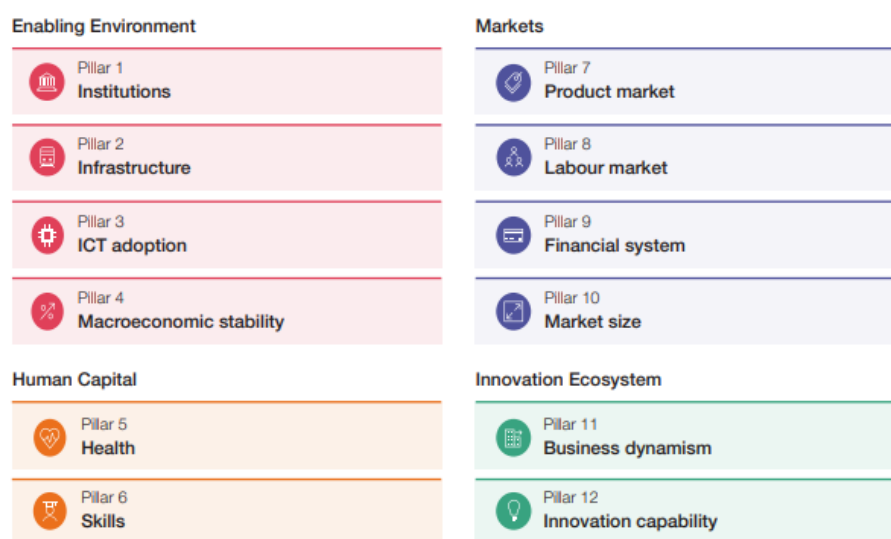 Enabling Environment
Pillar 1
Institutions
Pillar 2
Infrastructure
Pillar 3
ICT adoption
Pillar 4
Macroeconomic stability
Human Capital
Pillar 5
Health
Pillar 6
Skills
Markets
Pillar 7
Product market
Pillar 8
Labour market
Pillar 9
Financial system
Pillar 10
Market size
Innovation Ecosystem
Pillar 11
Business dynamism
Pillar 12
Innovation capability